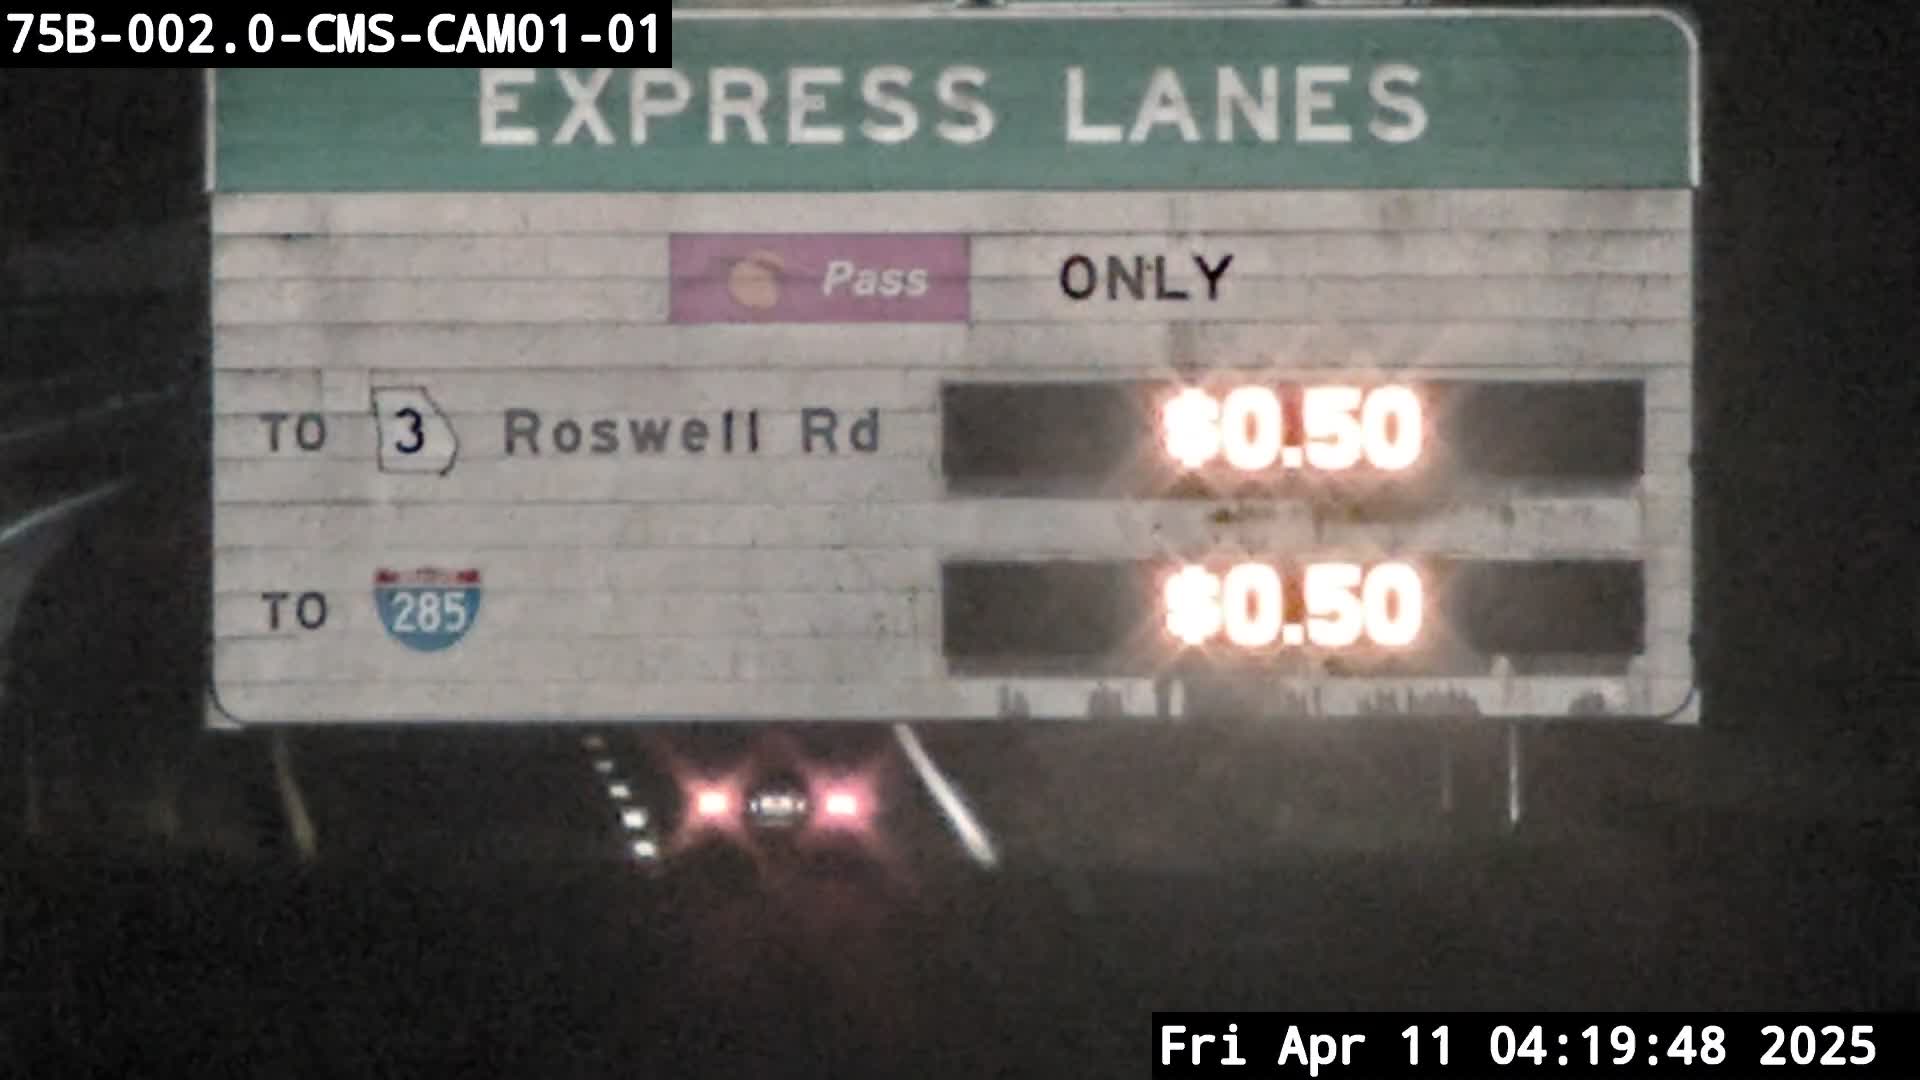 75B-002.0-CMS-CAM01-01
EXPRESS LANES
Pass ONLY
TO 3 Roswell Rd $0.50
TO 285 $0.50
Fri Apr 11 04:19:48 2025